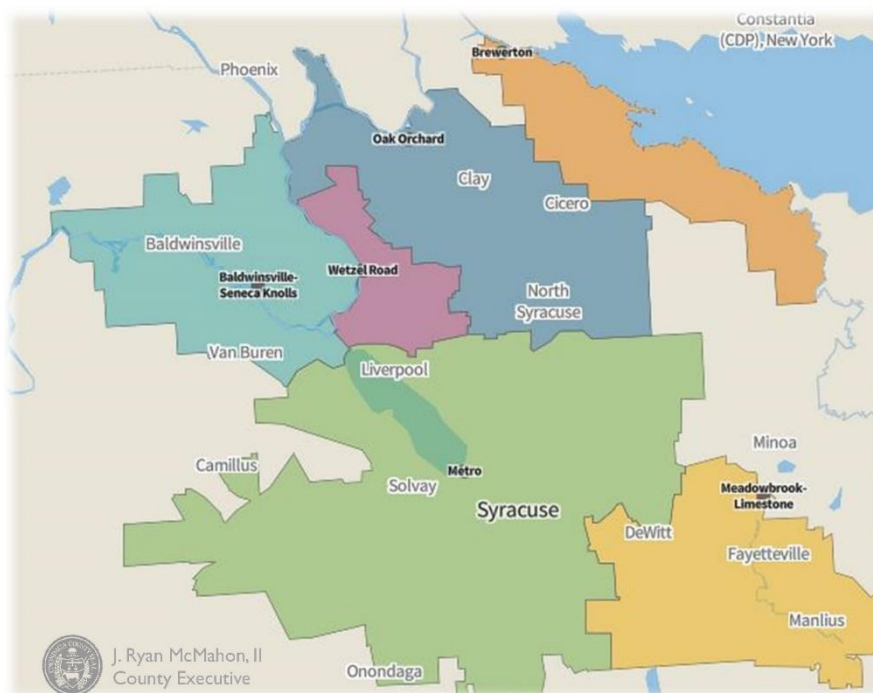 Constantia
(CDP), New York
Brewerton
Phoenix
Oak Orchard
Clay
Cicero
Baldwinsville
Wetzel Road
Baldwinsville-
Seneca Knolls
North
Syracuse
Van Buren
Liverpool
Minoa
Camillus
Metro
Solvay
Meadowbrook-
Limestone
Syracuse
DeWitt
Fayetteville
Manlius
Onondaga
J. Ryan McMahon, II
County Executive